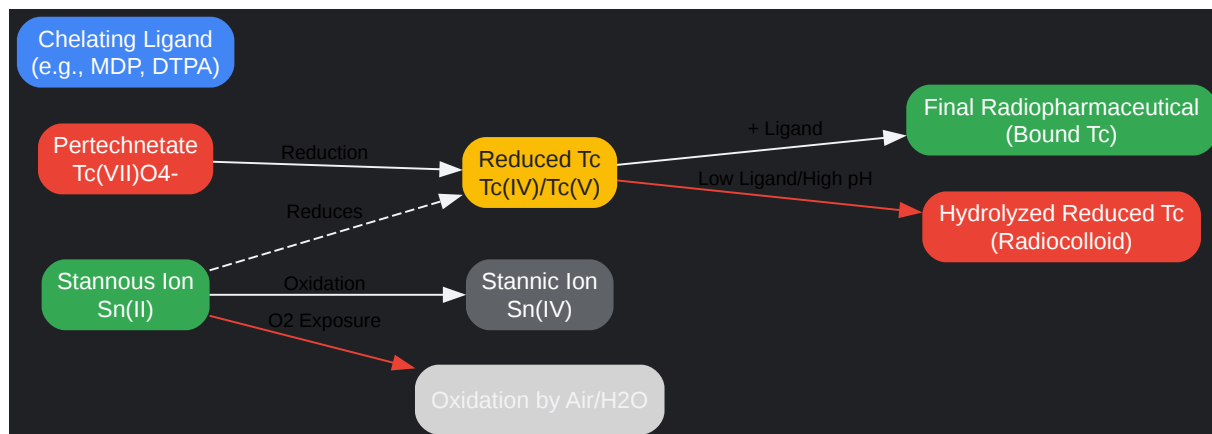 Chelating Ligand
(e.g., MDP, DTPA)
Pertechnetate
Tc(VII)O4-
Reduction
Reduced Tc
Tc(IV)/Tc(V)
+ Ligand
Final Radiopharmaceutical
(Bound Tc)
Low Ligand/High pH
Hydrolyzed Reduced Tc
(Radiocolloid)
Reduces
Stannous Ion
Sn(II)
Oxidation
Stannic Ion
Sn(IV)
O2 Exposure
Oxidation by Air/H2O